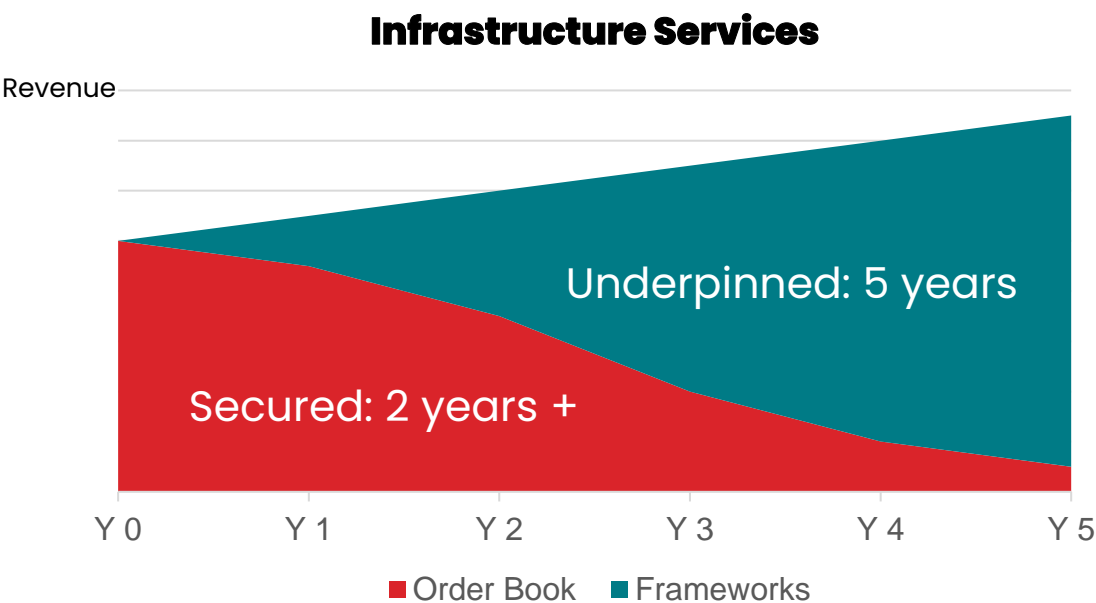 Infrastructure Services
Revenue
Underpinned: 5 years
Secured: 2 years +
Y 0 Y 1 Y 2 Y 3 Y 4 Y 5
Order Book Frameworks